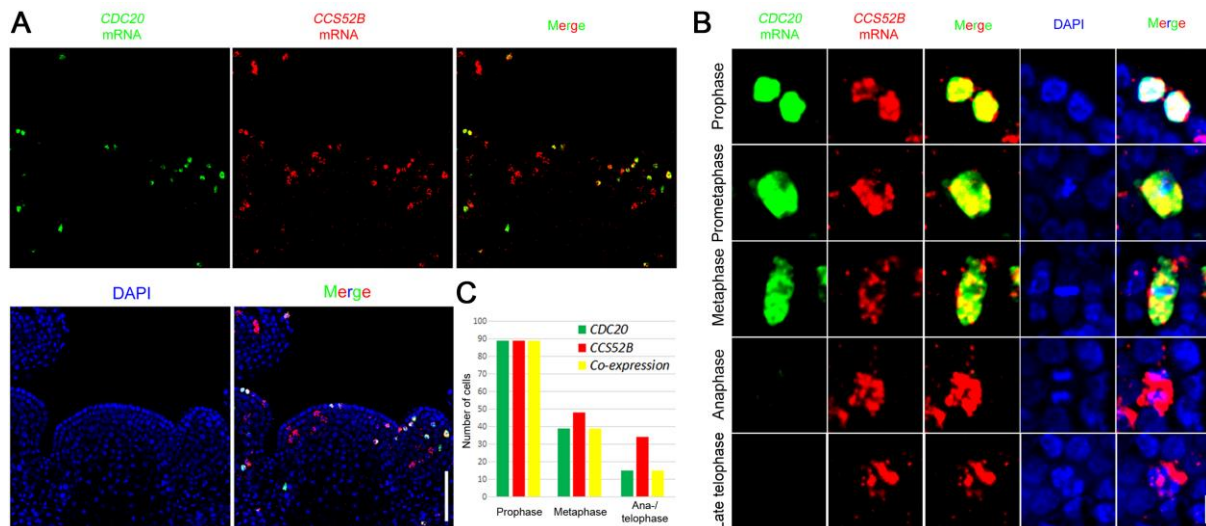 A
CDC20
mRNA
CCS52B
mRNA
Merge
DAPI
Merge
C
Number of cells
100
90
80
70
60
50
40
30
20
10
0
CDC20
CCS52B
Co-expression
Prophase
Metaphase
Ana-/
telophase
B
CDC20
mRNA
CCS52B
mRNA
Merge
DAPI
Merge
Prophase
Prometaphase
Metaphase
Anaphase
Late telophase